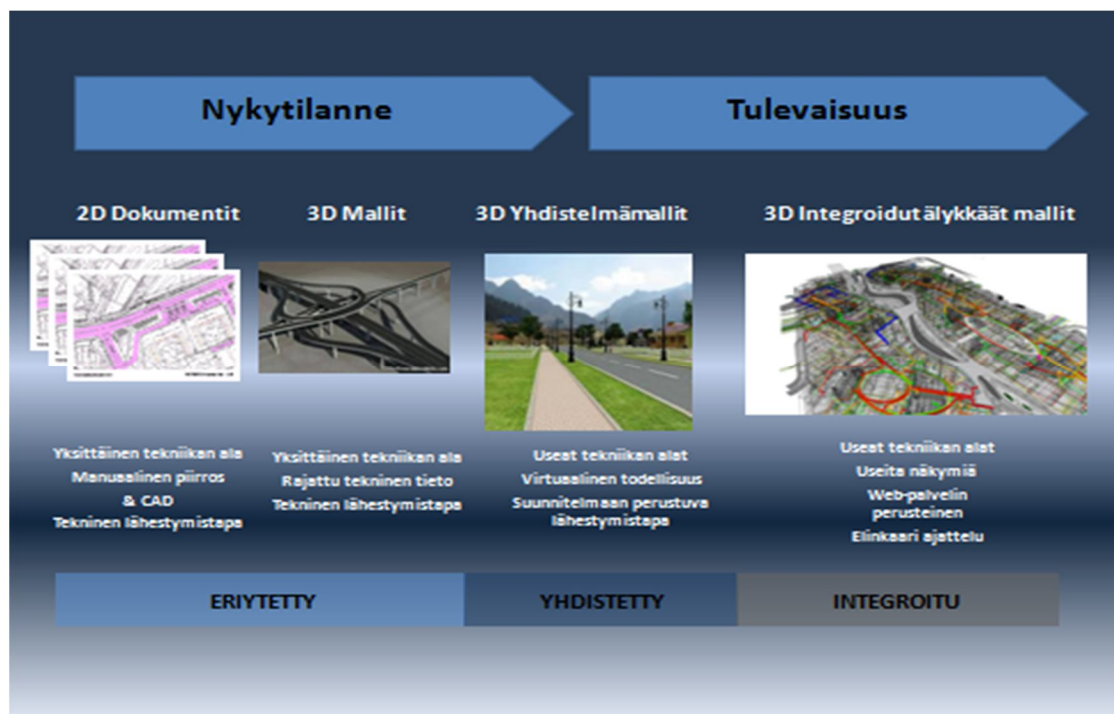 Nykytilanne
Tulevaisuus
2D Dokumentit
3D Mallit
3D Yhdistelmämallit
3D Integroidut älykkäät mallit
Yksittäinen tekniikan ala
Manuaalinen piirros
& CAD
Tekninen lähestymistapa
Yksittäinen tekniikan ala
Rajattu tekninen tieto
Tekninen lähestymistapa
Useat tekniikan alat
Virtuaalinen todellisuus
Suunnitelmaan perustuva
lähestymistapa
Useat tekniikan alat
Useita näkymiä
Web-palvelin
perusteinen
Elinkaari ajattelu
ERIYTETTY
YHDISTETTY
INTEGROITU